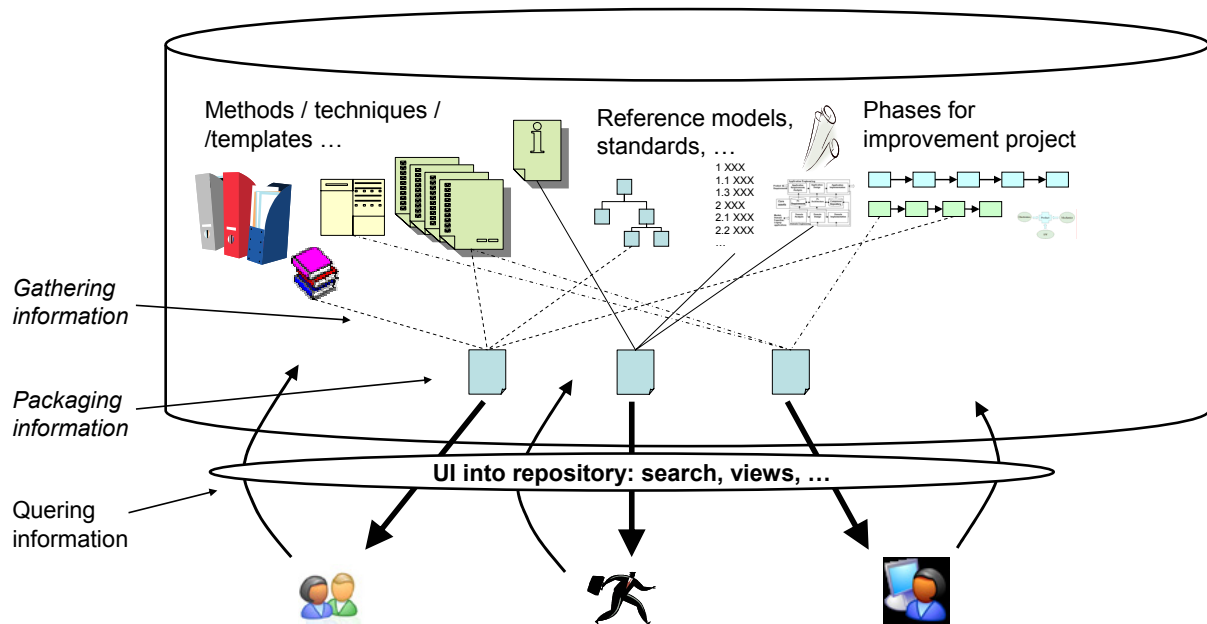 Methods / techniques /
/templates …
i
Reference models,
standards, …
1 XXX
1.1 XXX
1.3 XXX
2 XXX
2.1 XXX
2.2 XXX
…
Phases for
improvement project
Gathering
information
Packaging
information
UI into repository: search, views, …
Quering
information